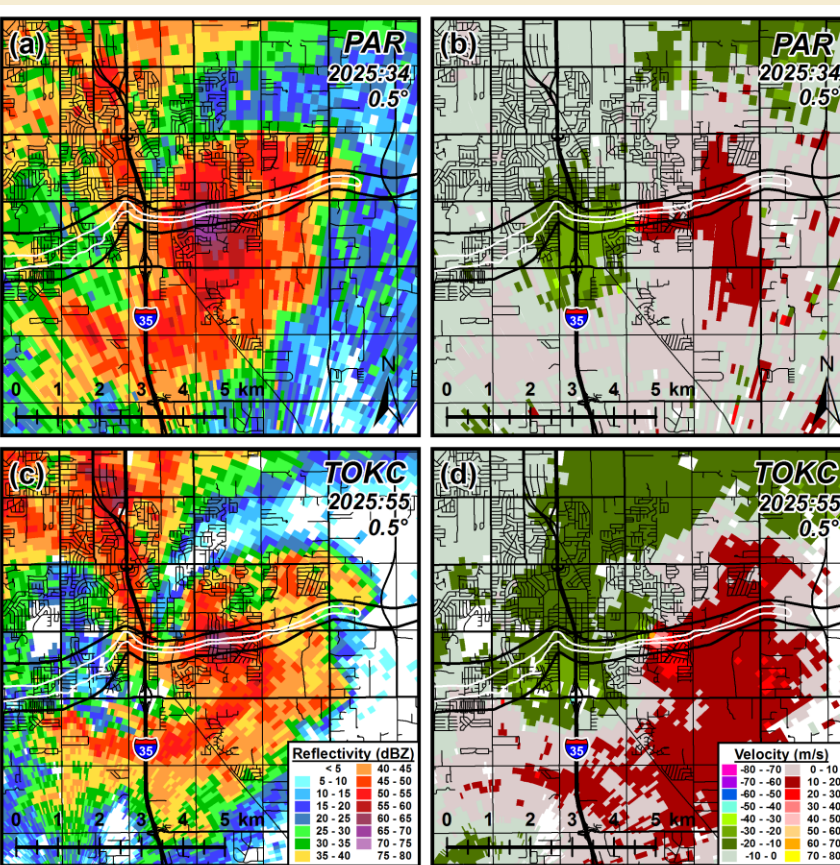 (a)
PAR
2025:34
0.5°
35
N
0 1 2 3 4 5 km
(b)
PAR
2025:34
0.5°
35
N
0 1 2 3 4 5 km
(c)
TOKC
2025:55
0.5°
35
0 1 2 3 4 5 km
Reflectivity (dBZ)
< 5 40 - 45
5 - 10 45 - 50
10 - 15 50 - 55
15 - 20 55 - 60
20 - 25 60 - 65
25 - 30 65 - 70
30 - 35 70 - 75
35 - 40 75 - 80
(d)
TOKC
2025:55
0.5°
35
0 1 2 3 4 5 km
Velocity (m/s)
-80 - -70 0 - 10
-70 - -60 10 - 20
-60 - -50 20 - 30
-50 - -40 30 - 40
-40 - -30 40 - 50
-30 - -20 50 - 60
-20 - -10 60 - 
-10 - 0 70 -